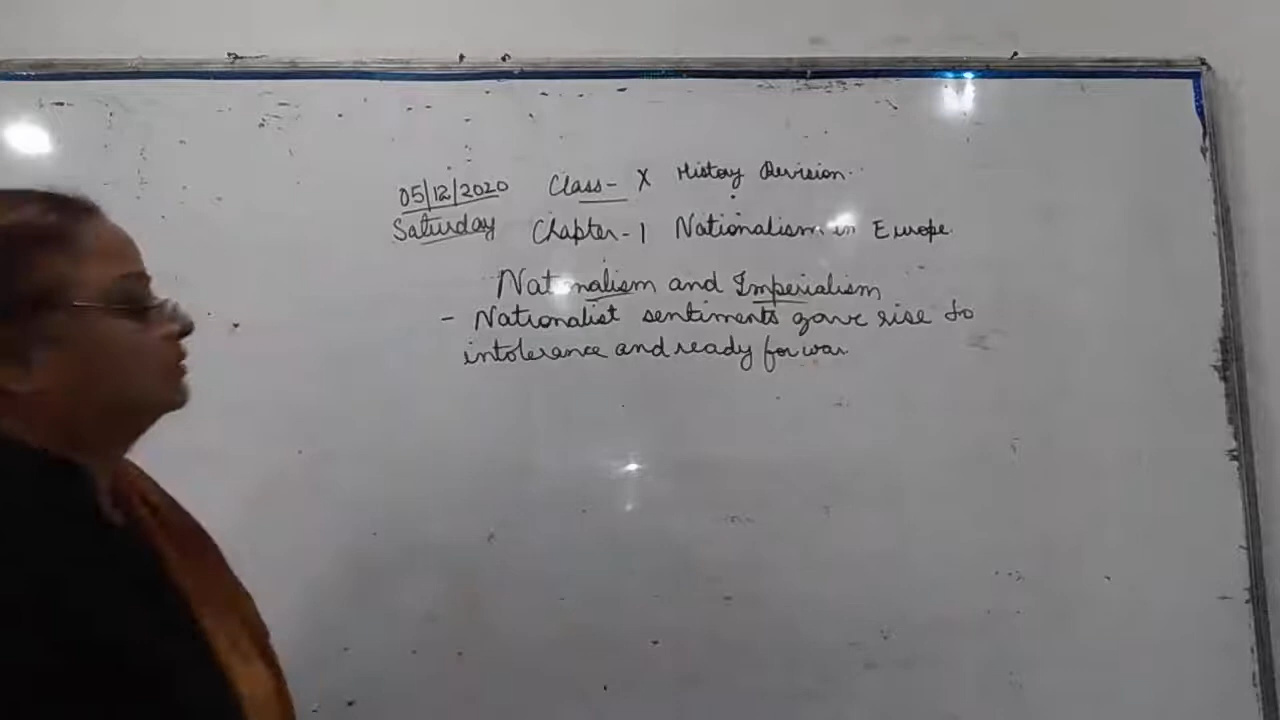 05/12/2020 Class- X History Revision
Saturday Chapter-1 Nationalism in Europe.
Nationalism and Imperialism
- Nationalist sentiments gave rise to
intolerance and ready for war.